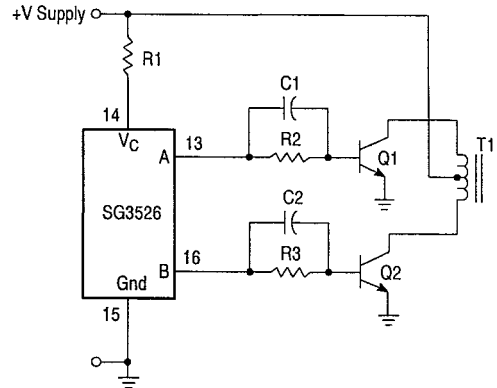 +V Supply
R1
14
VC
A
13
C1
R2
Q1
T1
SG3526
C2
B
16
R3
Q2
Gnd
15